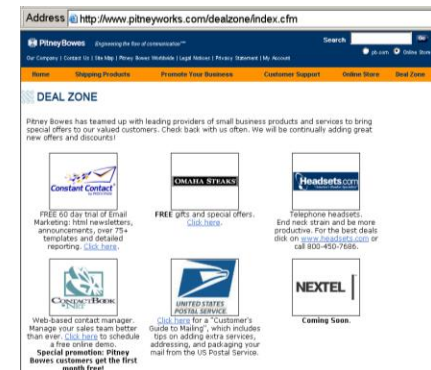 Address http://www.pitneyworks.com/dealzone/index.cfm
Pitney Bowes Engineering the flow of communication™
Search
pb.com Online Store
Our Company | Contact Us | Site Map | Pitney Bowes Worldwide | Legal Notices | Privacy Statement | My Account
Home Shipping Products Promote Your Business Customer Support Online Store Deal Zone
DEAL ZONE
Pitney Bowes has teamed up with leading providers of small business products and services to bring
special offers to our valued customers. Check back with us often. We will be continually adding great
new offers and discounts!
Constant Contact
FREE 60 day trial of Email
Marketing: html newsletters,
announcements, over 75+
templates and detailed
reporting. Click here.
OMAHA STEAKS
FREE gifts and special offers.
Click here.
Headsets.com
Telephone headsets.
End neck strain and be more
productive. For the best deals
click on www.headsets.com or
call 800-450-7686.
CONTACTBOOK
.NET
Web-based contact manager.
Manage your sales team better
than ever. Click here to schedule
a free online demo.
Special promotion: Pitney
Bowes customers get the first
month free!
UNITED STATES
POSTAL SERVICE
Click here for a "Customer's
Guide to Mailing", which includes
tips on adding extra services,
addressing, and packaging your
mail from the US Postal Service.
NEXTEL
Coming Soon.